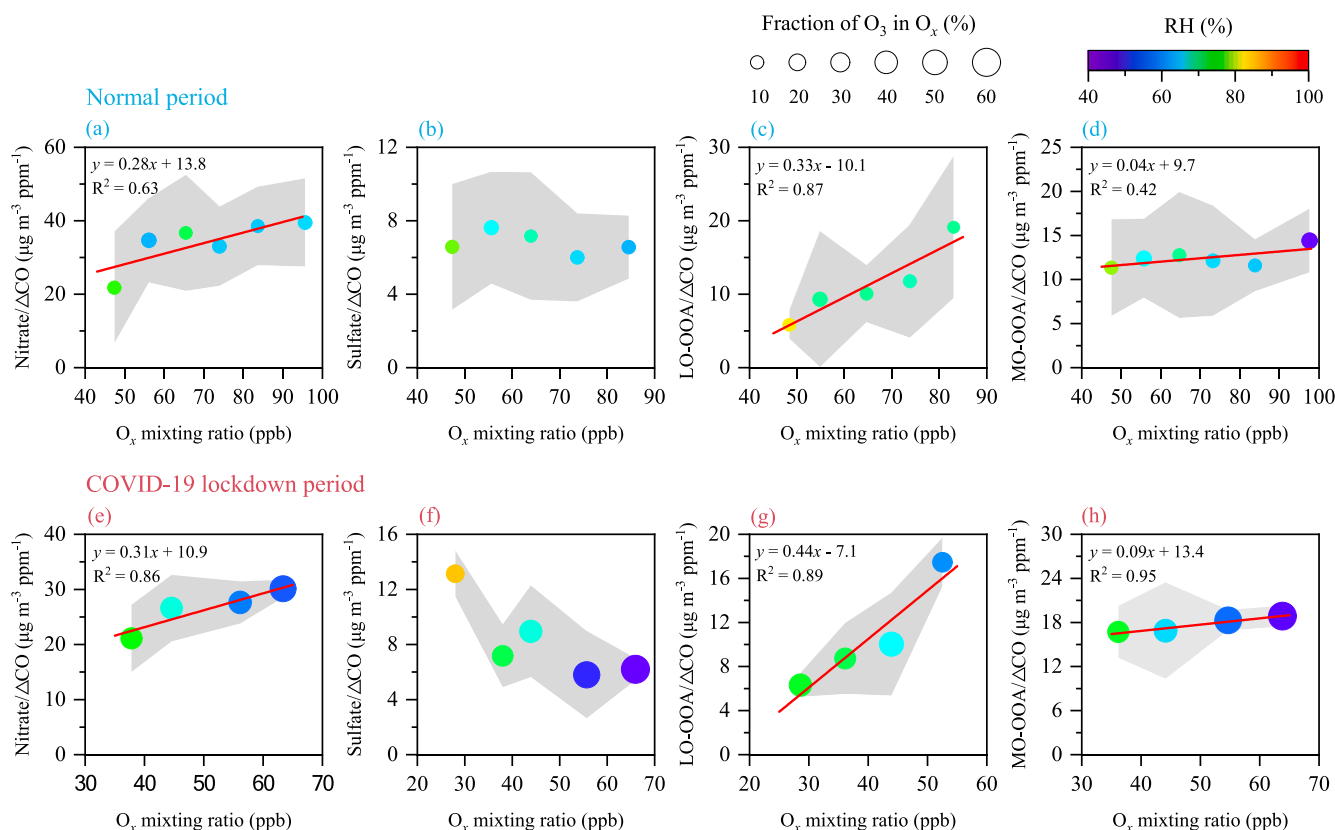 Fraction of O3 in Ox (%)
10 20 30 40 50 60
RH (%)
40 60 80 100
Normal period
(a)
y = 0.28x + 13.8
R² = 0.63
Nitrate/△CO (μg m⁻³ ppm⁻¹)
60
40
20
0
40 50 60 70 80 90 100
Ox mixting ratio (ppb)
(b)
Sulfate/△CO (μg m⁻³ ppm⁻¹)
12
8
4
0
40 50 60 70 80 90
Ox mixting ratio (ppb)
(c)
y = 0.33x - 10.1
R² = 0.87
LO-OOA/△CO (μg m⁻³ ppm⁻¹)
30
20
10
0
40 50 60 70 80 90
Ox mixting ratio (ppb)
(d)
y = 0.04x + 9.7
R² = 0.42
MO-OOA/△CO (μg m⁻³ ppm⁻¹)
25
20
15
10
5
0
40 50 60 70 80 90 100
Ox mixting ratio (ppb)
COVID-19 lockdown period
(e)
y = 0.31x + 10.9
R² = 0.86
Nitrate/△CO (μg m⁻³ ppm⁻¹)
40
30
20
10
0
30 40 50 60 70
Ox mixting ratio (ppb)
(f)
Sulfate/△CO (μg m⁻³ ppm⁻¹)
16
12
8
4
0
20 30 40 50 60 70
Ox mixting ratio (ppb)
(g)
y = 0.44x - 7.1
R² = 0.89
LO-OOA/△CO (μg m⁻³ ppm⁻¹)
20
16
12
8
4
0
20 30 40 50 60
Ox mixting ratio (ppb)
(h)
y = 0.09x + 13.4
R² = 0.95
MO-OOA/△CO (μg m⁻³ ppm⁻¹)
30
24
18
12
6
0
30 40 50 60 70
Ox mixting ratio (ppb)